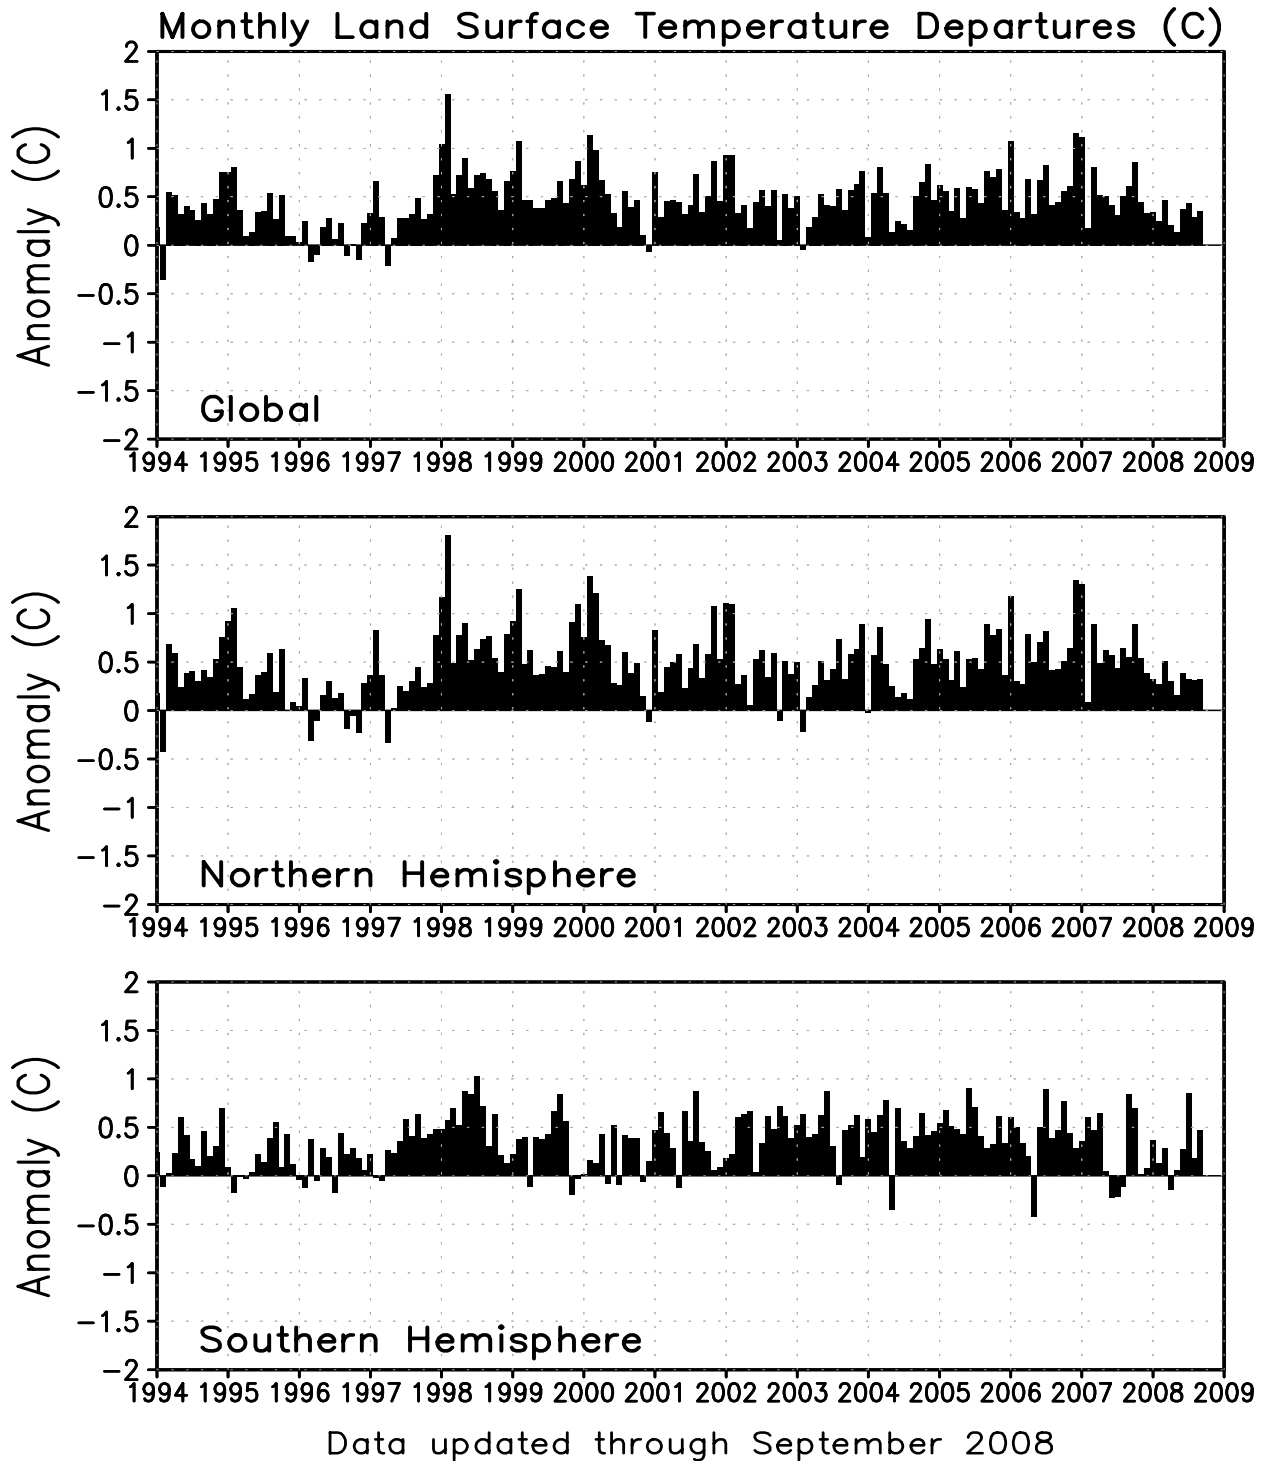 Monthly Land Surface Temperature Departures (C)
2
1.5
1
0.5
0
−0.5
−1
−1.5
−2
Anomaly (C)
Global
1994 1995 1996 1997 1998 1999 2000 2001 2002 2003 2004 2005 2006 2007 2008 2009
2
1.5
1
0.5
0
−0.5
−1
−1.5
−2
Anomaly (C)
Northern Hemisphere
1994 1995 1996 1997 1998 1999 2000 2001 2002 2003 2004 2005 2006 2007 2008 2009
2
1.5
1
0.5
0
−0.5
−1
−1.5
−2
Anomaly (C)
Southern Hemisphere
1994 1995 1996 1997 1998 1999 2000 2001 2002 2003 2004 2005 2006 2007 2008 2009
Data updated through September 2008